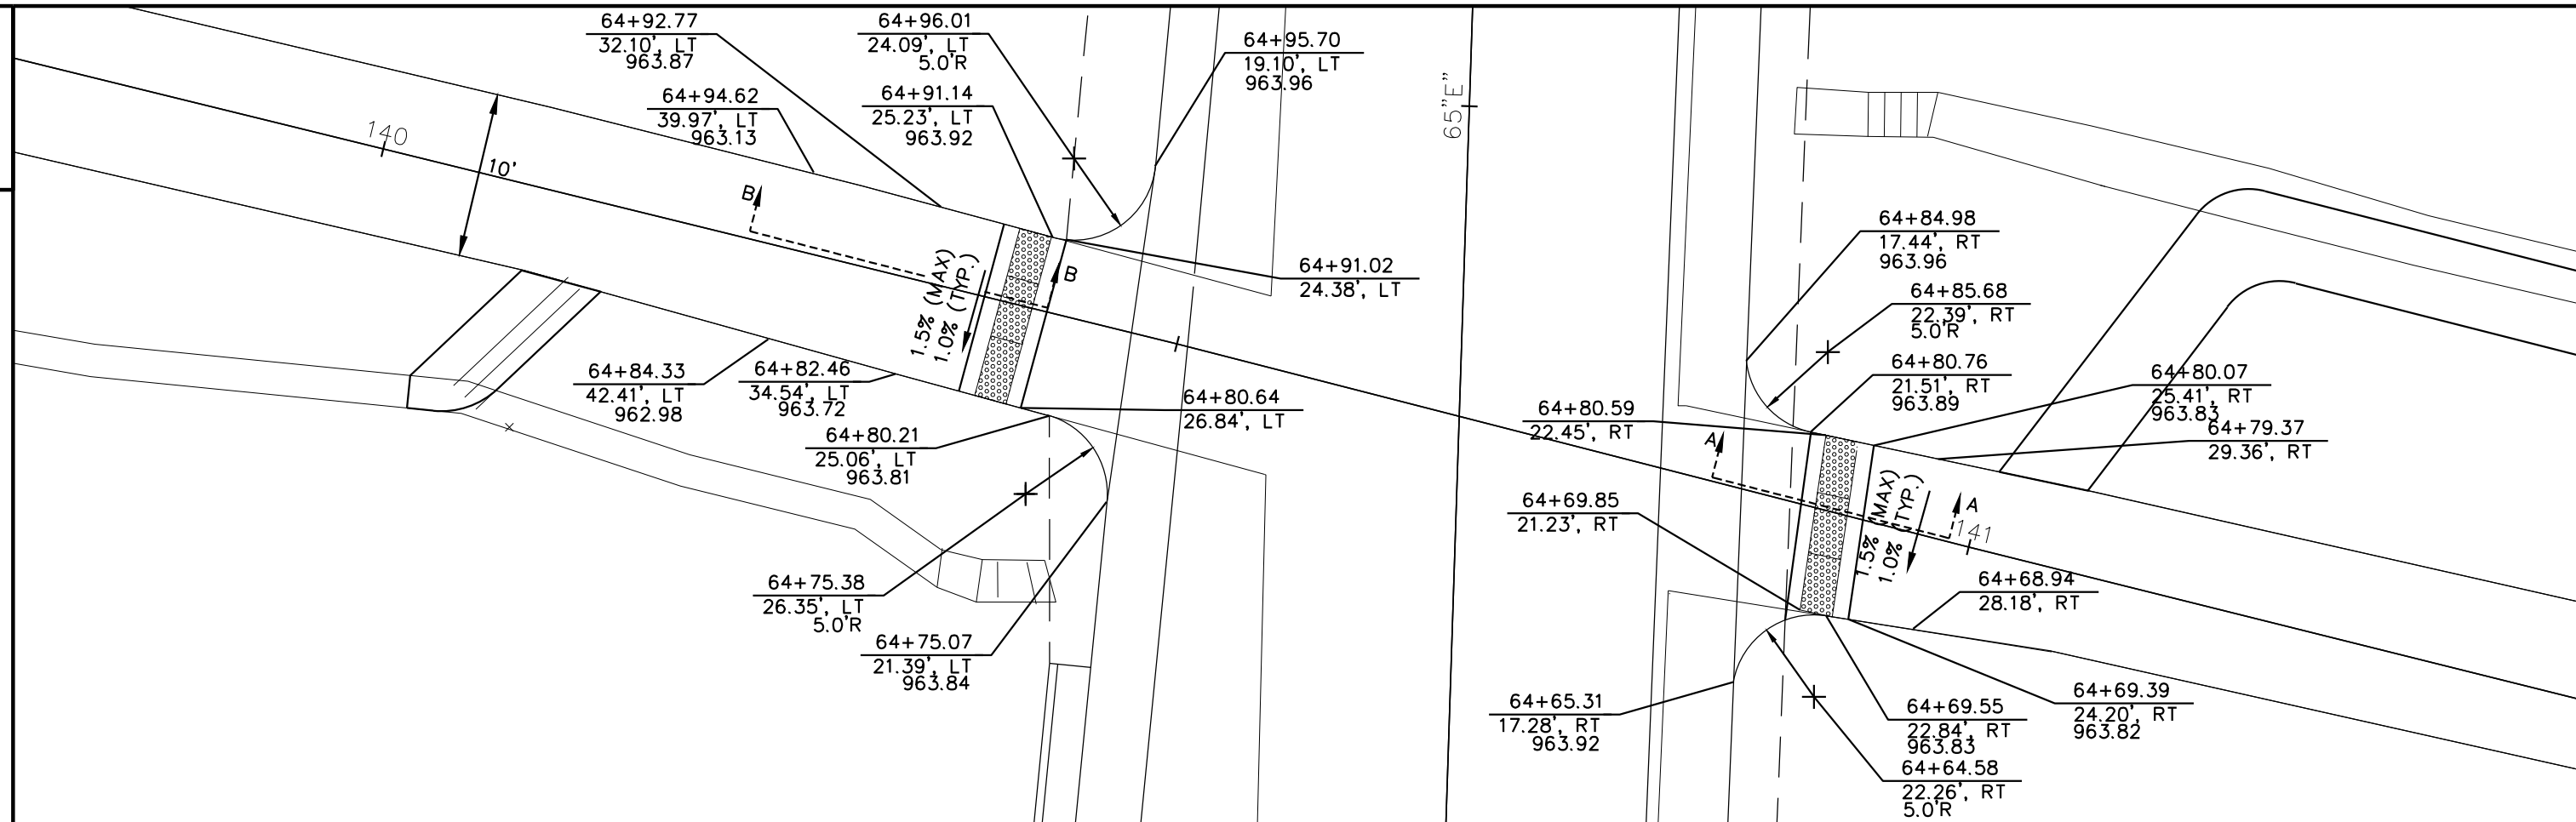 64+92.77
32.10', LT
963.87
64+96.01
24.09', LT
5.0'R
64+95.70
19.10', LT
963.96
64+94.62
39.97', LT
963.13
64+91.14
25.23', LT
963.92
65"E"
140
10'
B
B
64+91.02
24.38', LT
1.5% (MAX)
1.0% (TYP.)
64+84.33
42.41', LT
962.98
64+82.46
34.54', LT
963.72
64+80.64
26.84', LT
64+80.21
25.06', LT
963.81
64+75.38
26.35', LT
5.0'R
64+75.07
21.39', LT
963.84
64+84.98
17.44', RT
963.96
64+85.68
22.39', RT
5.0'R
64+80.76
21.51', RT
963.89
64+80.07
25.41', RT
963.83
64+79.37
29.36', RT
64+80.59
22.45', RT
A
A
141
64+69.85
21.23', RT
1.5% (MAX)
1.0% (TYP.)
64+68.94
28.18', RT
64+65.31
17.28', RT
963.92
64+69.55
22.84', RT
963.83
64+69.39
24.20', RT
963.82
64+64.58
22.26', RT
5.0'R